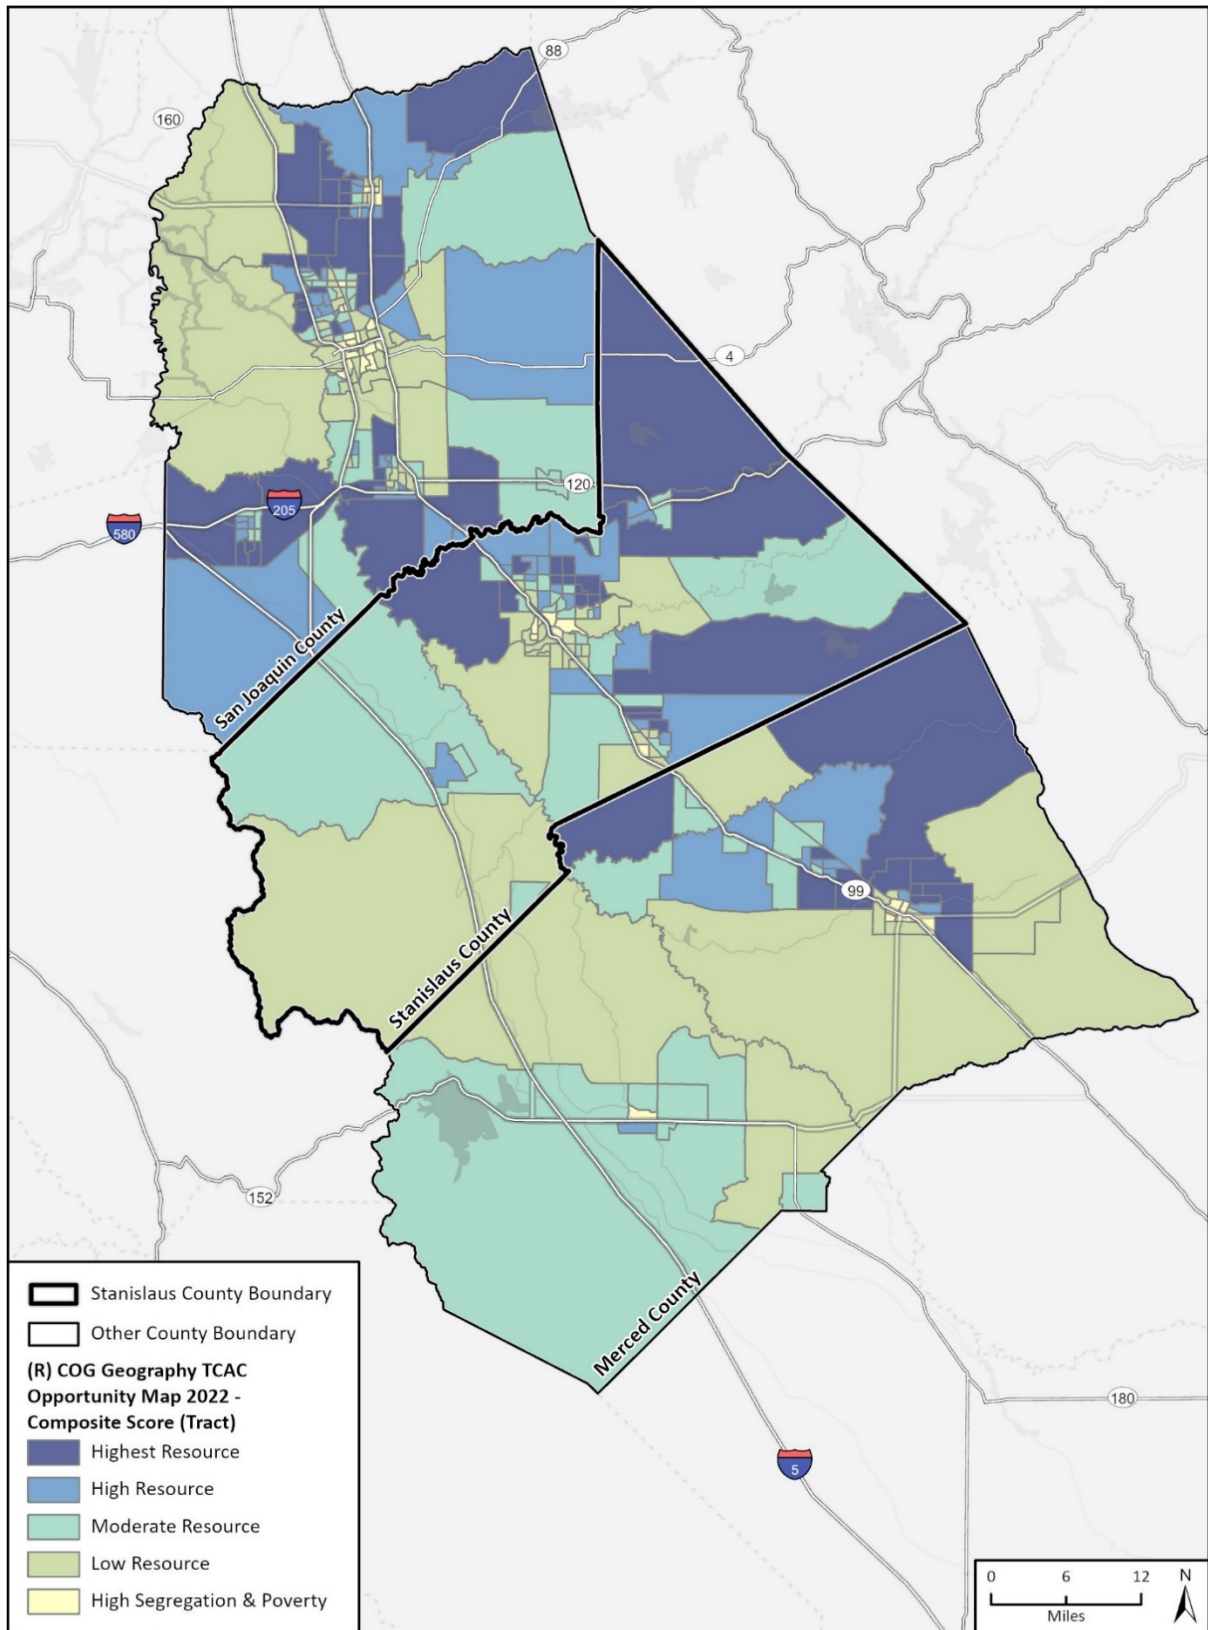 88
160
4
120
205
580
San Joaquin County
99
Stanislaus County
152
Merced County
180
5
Stanislaus County Boundary
Other County Boundary
(R) COG Geography TCAC
Opportunity Map 2022 -
Composite Score (Tract)
Highest Resource
High Resource
Moderate Resource
Low Resource
High Segregation & Poverty
0 6 12
Miles
N